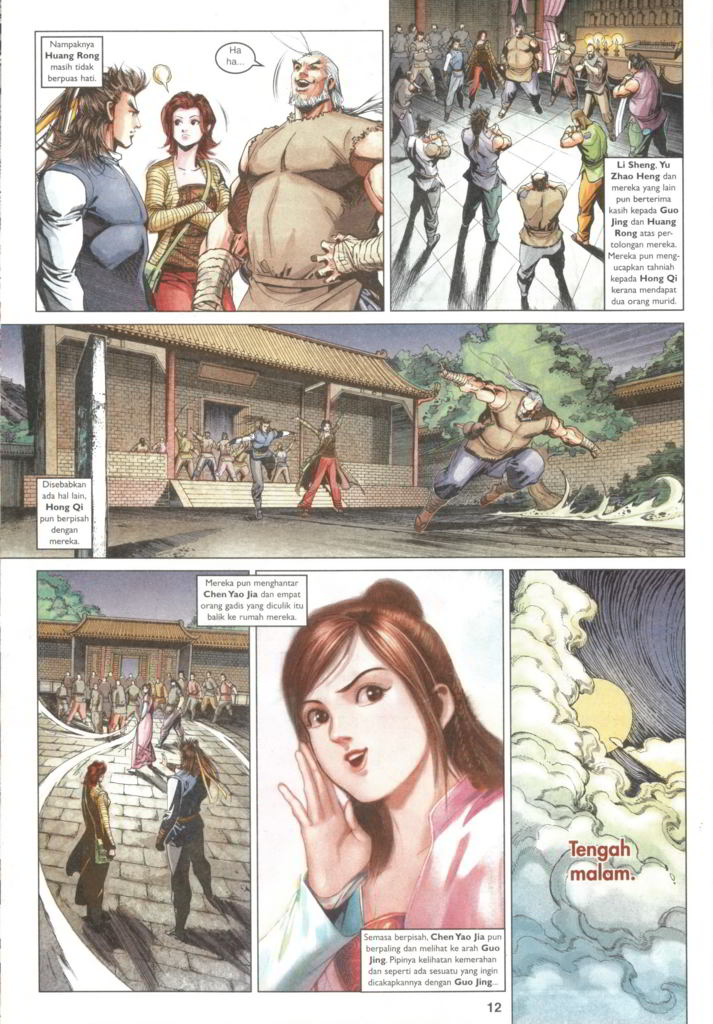 Nampaknya
Huang Rong
masih tidak
berpuas hati.
Ha
ha...
Li Sheng, Yu
Zhao Heng dan
mereka yang lain
pun berterima
kasih kepada Guo
Jing dan Huang
Rong atas per-
tolongan mereka.
Mereka pun meng-
ucapkan tahniah
kepada Hong Qi
kerana mendapat
dua orang murid.
Disebabkan
ada hal lain,
Hong Qi
pun berpisah
dengan
mereka.
Mereka pun menghantar
Chen Yao Jia dan empat
orang gadis yang diculik itu
balik ke rumah mereka.
Semasa berpisah, Chen Yao Jia pun
berpaling dan melihat ke arah Guo
Jing. Pipinya kelihatan kemerahan
dan seperti ada sesuatu yang ingin
dicakapkannya dengan Guo Jing...
Tengah
malam.
12